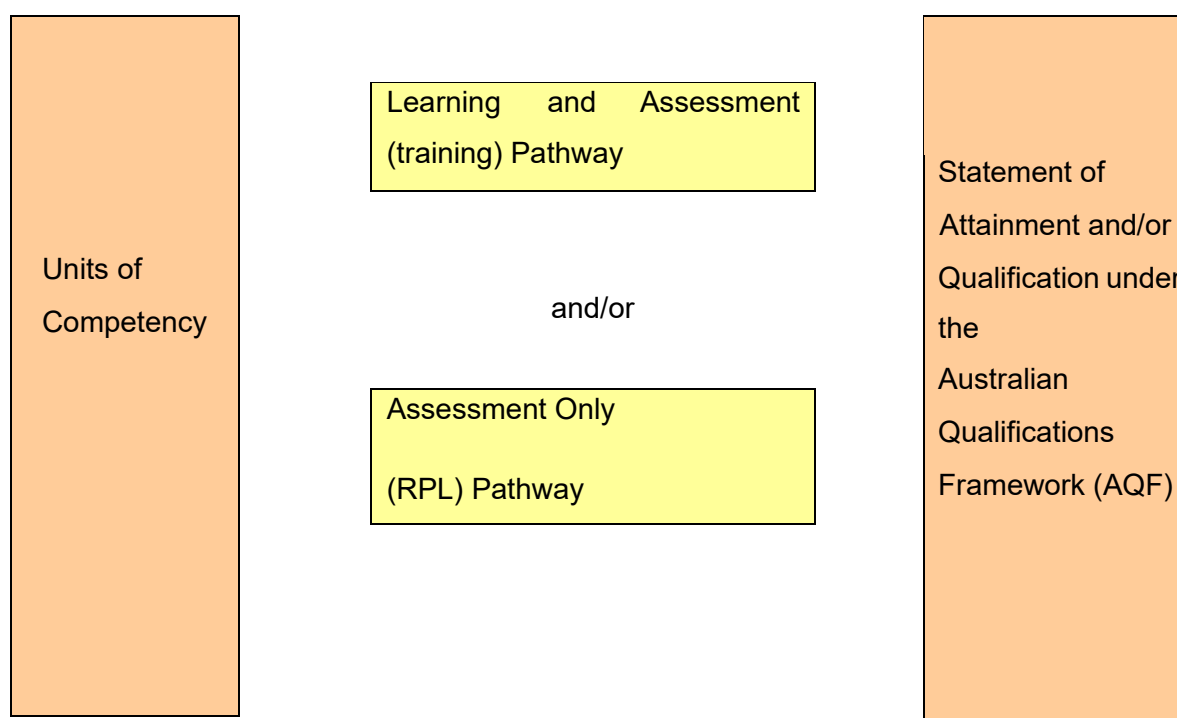 Units of
Competency
Learning and Assessment
(training) Pathway
and/or
Assessment Only
(RPL) Pathway
Statement of
Attainment and/or
Qualification under
the
Australian
Qualifications
Framework (AQF)